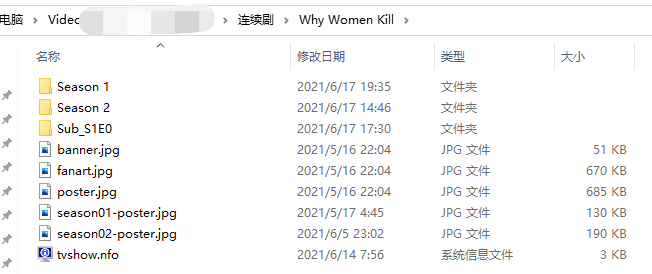 电脑 › Video › 连续剧 › Why Women Kill ›
名称 修改日期 类型 大小
Season 1 2021/6/17 19:35 文件夹
Season 2 2021/6/17 14:46 文件夹
Sub_S1E0 2021/6/17 17:30 文件夹
banner.jpg 2021/5/16 22:04 JPG 文件 51 KB
fanart.jpg 2021/5/16 22:04 JPG 文件 670 KB
poster.jpg 2021/5/16 22:04 JPG 文件 685 KB
season01-poster.jpg 2021/5/17 4:45 JPG 文件 130 KB
season02-poster.jpg 2021/6/5 23:02 JPG 文件 190 KB
tvshow.nfo 2021/6/14 7:56 系统信息文件 3 KB